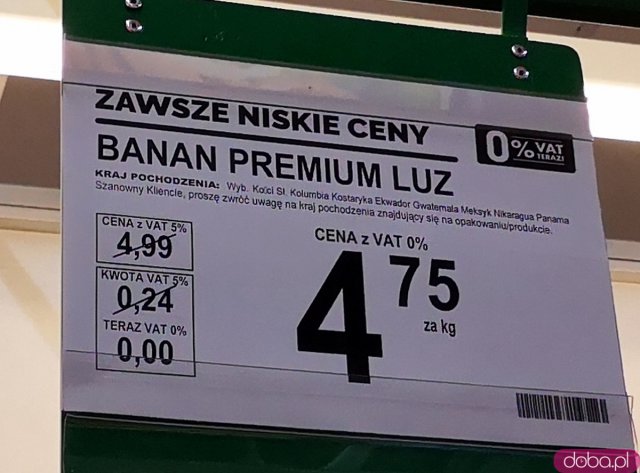 ZAWSZE NISKIE CENY
0% VAT
TERAZ!
BANAN PREMIUM LUZ
KRAJ POCHODZENIA: Wyb. Kości Sł. Kolumbia Kostaryka Ekwador Gwatemala Meksyk Nikaragua Panama
Szanowny Kliencie, proszę zwróć uwagę na kraj pochodzenia znajdujący się na opakowaniu/produkcie.
CENA z VAT 5%
4,99
KWOTA VAT 5%
0,24
TERAZ VAT 0%
0,00
CENA z VAT 0%
4 75
za kg
doba.pl